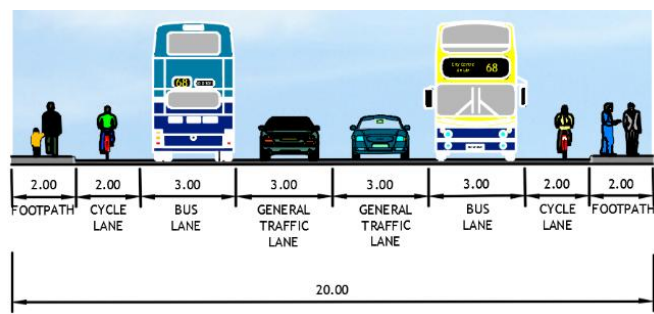 68
68
2.00 2.00 3.00 3.00 3.00 3.00 2.00 2.00
FOOTPATH CYCLE BUS GENERAL GENERAL BUS CYCLE FOOTPATH
LANE LANE TRAFFIC TRAFFIC LANE LANE
LANE LANE
20.00